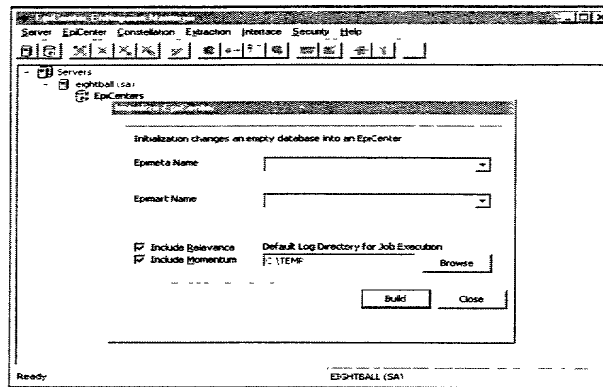 Server EpiCenter Constellation Extraction Interface Security Help
Servers
eightball (sa)
EpiCenters
Initialization changes an empty database into an EpiCenter
Epimeta Name
Epimart Name
Include Relevance
Default Log Directory for Job Execution
Include Momentum
C:\TEMP
Browse
Build
Close
Ready
EIGHTBALL (SA)